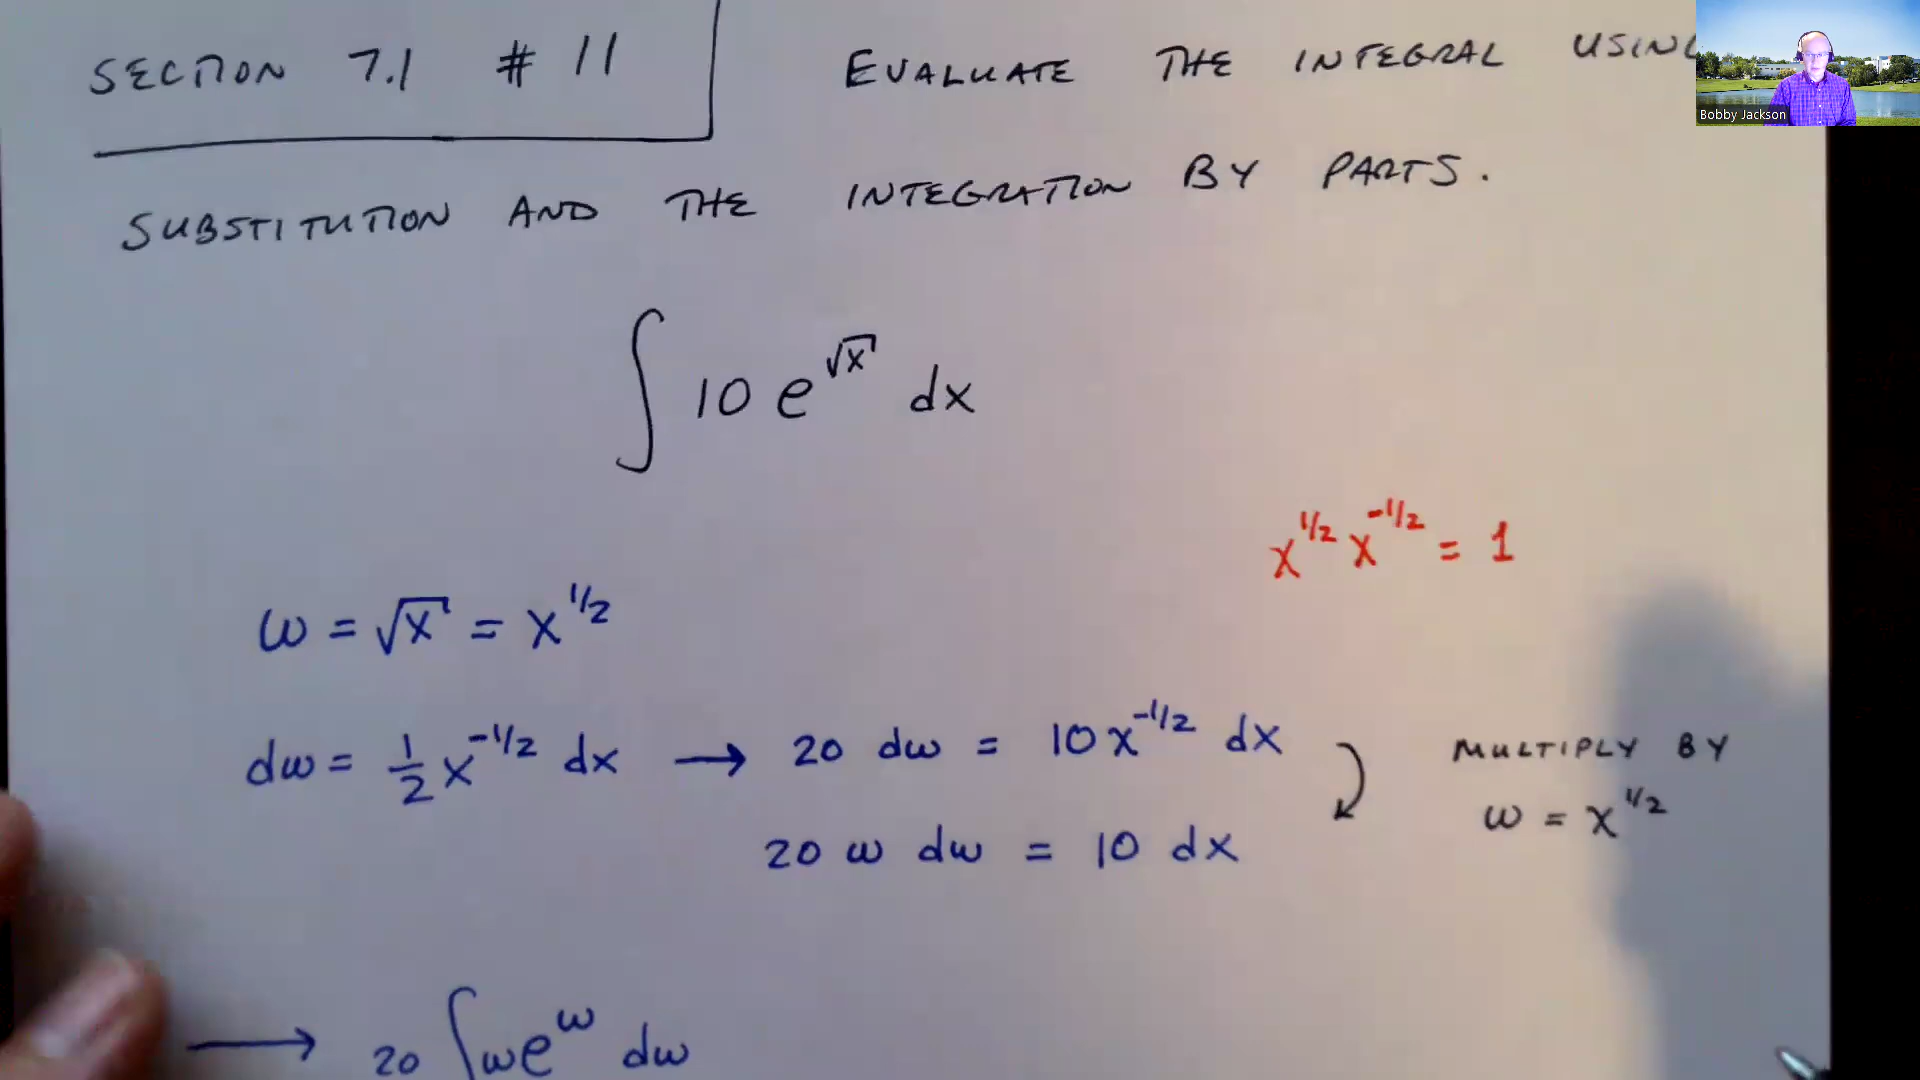 SECTION 7.1 # 11
EVALUATE THE INTEGRAL USING
Bobby Jackson
SUBSTITUTION AND THE INTEGRATION BY PARTS.
∫ 10 e^√x dx
x^1/2 x^-1/2 = 1
w = √x = x^1/2
dw = 1/2 x^-1/2 dx → 20 dw = 10x^-1/2 dx
MULTIPLY BY
w = x^1/2
20 w dw = 10 dx
→ 20 ∫ we^w dw